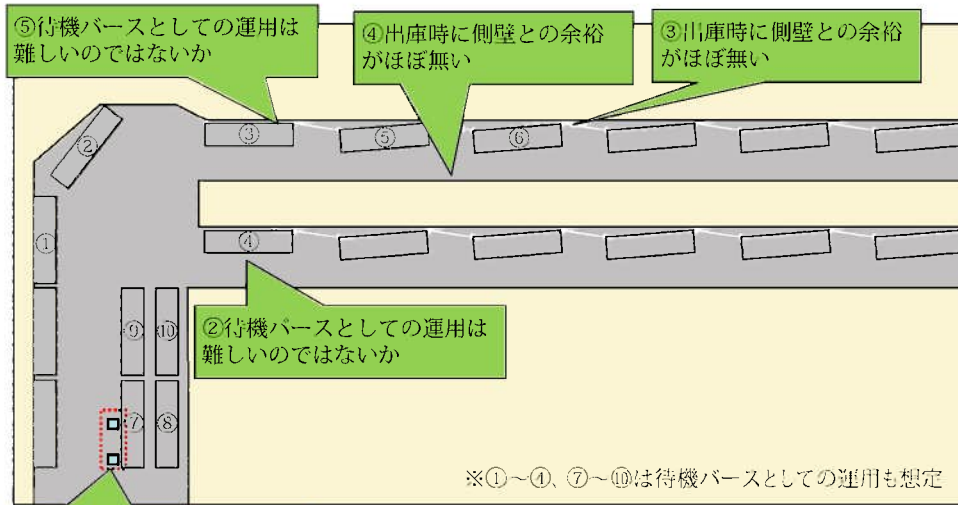 ⑤待機バースとしての運用は
難しいのではないか
④出庫時に側壁との余裕
がほぼ無い
③出庫時に側壁との余裕
がほぼ無い
②
③
⑤
⑥
①
④
②待機バースとしての運用は
難しいのではないか
⑨
⑩
⑦
⑧
※①～④、⑦～⑩は待機バースとしての運用も想定